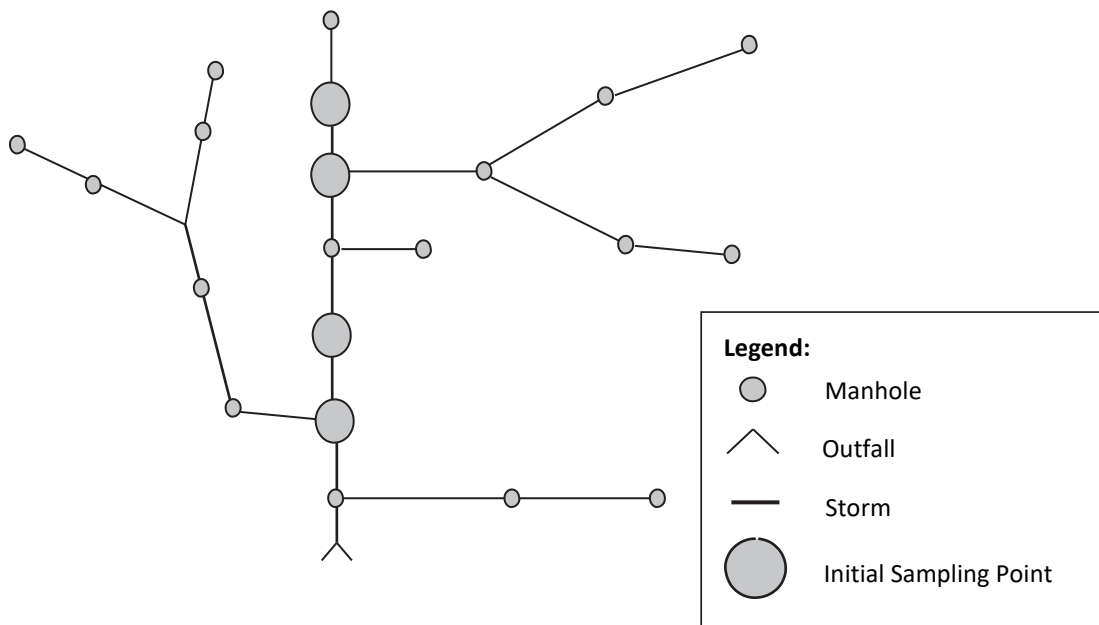 Legend:
Manhole
Outfall
Storm
Initial Sampling Point